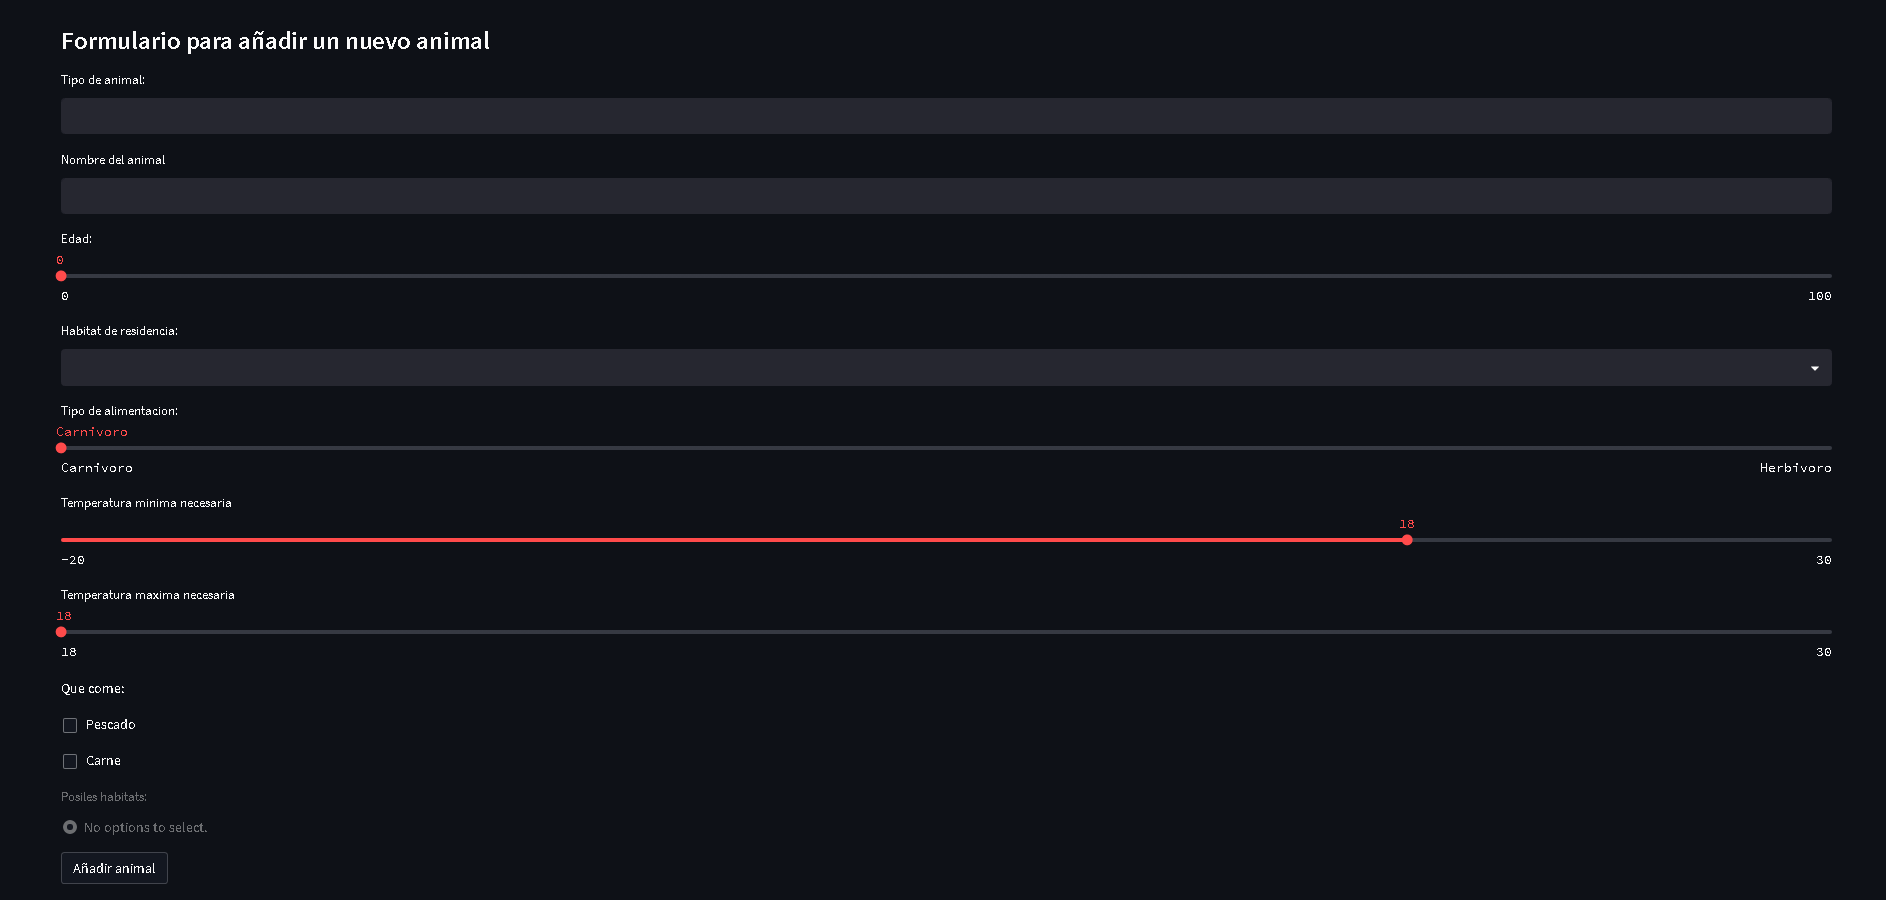 Formulario para añadir un nuevo animal
Tipo de animal:
Nombre del animal
Edad:
0
0 100
Habitat de residencia:
Tipo de alimentacion:
Carnivoro
Carnivoro Herbivoro
Temperatura minima necesaria
18
-20 30
Temperatura maxima necesaria
18
18 30
Que come:
Pescado
Carne
Posiles habitats:
No options to select.
Añadir animal